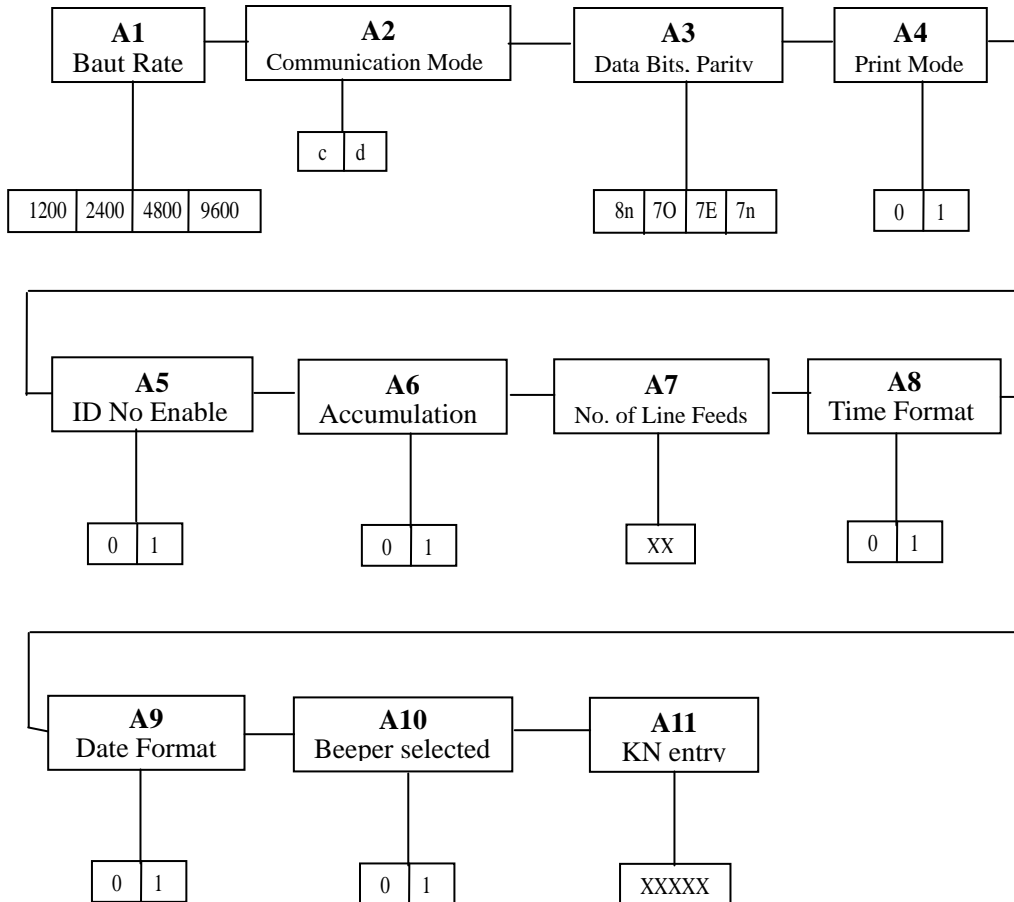 A1
Baut Rate
A2
Communication Mode
A3
Data Bits. Parity
A4
Print Mode
c d
1200 2400 4800 9600
8n 7O 7E 7n
0 1
A5
ID No Enable
A6
Accumulation
A7
No. of Line Feeds
A8
Time Format
0 1
0 1
XX
0 1
A9
Date Format
A10
Beeper selected
A11
KN entry
0 1
0 1
XXXXX